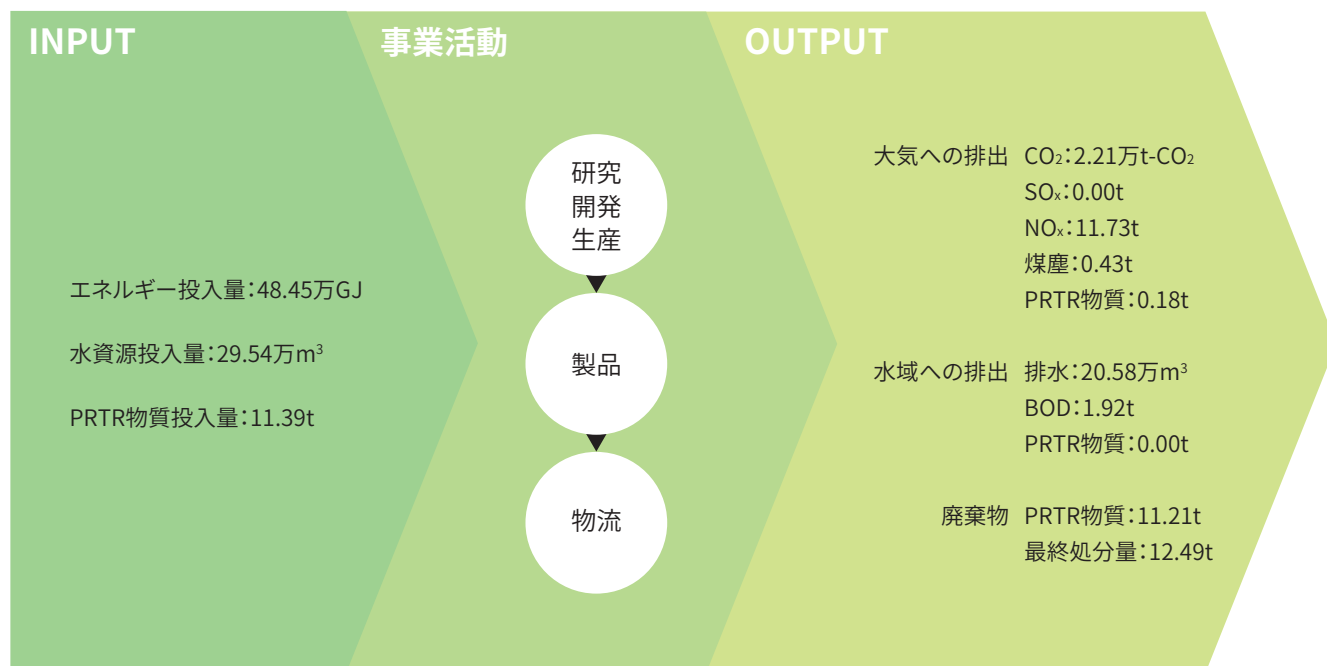 INPUT
エネルギー投入量：48.45万GJ
水資源投入量：29.54万m³
PRTR物質投入量：11.39t
事業活動
研究
開発
生産
製品
物流
OUTPUT
大気への排出 CO₂：2.21万t-CO₂
SOₓ：0.00t
NOₓ：11.73t
煤塵：0.43t
PRTR物質：0.18t
水域への排出 排水：20.58万m³
BOD：1.92t
PRTR物質：0.00t
廃棄物 PRTR物質：11.21t
最終処分量：12.49t